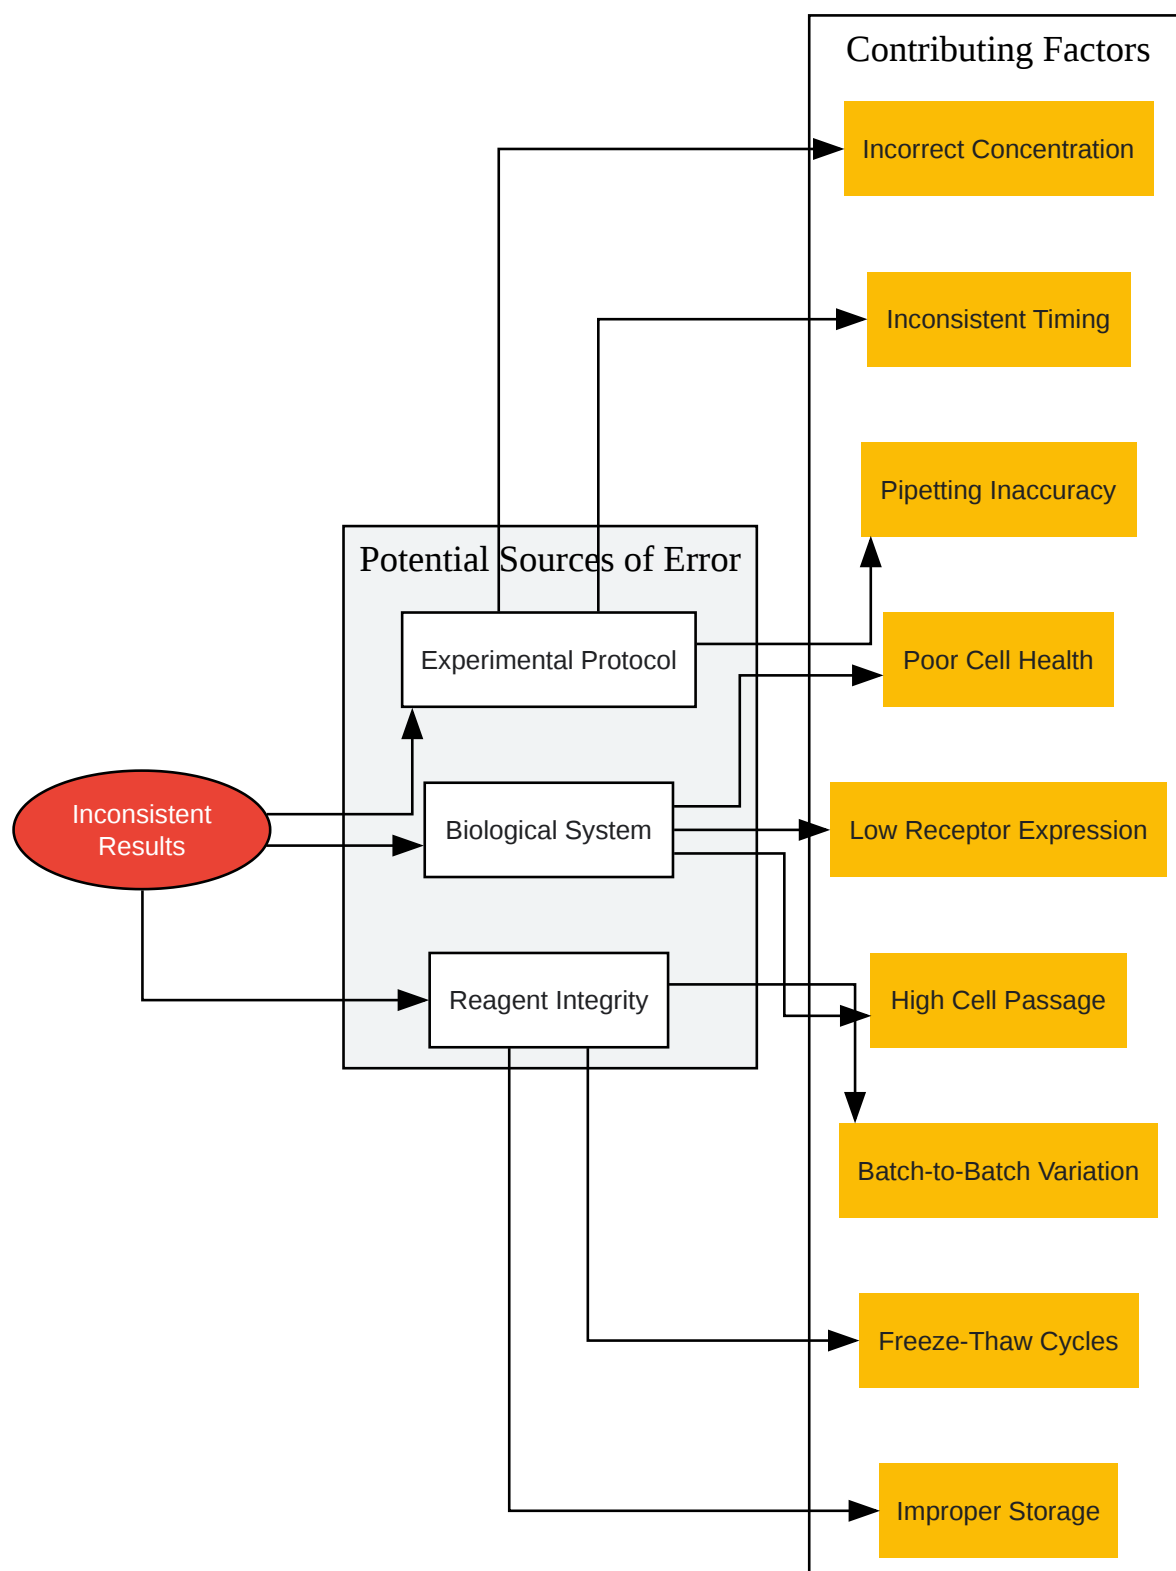 Contributing Factors
Incorrect Concentration
Inconsistent Timing
Pipetting Inaccuracy
Potential Sources of Error
Experimental Protocol
Poor Cell Health
Inconsistent
Results
Biological System
Low Receptor Expression
Reagent Integrity
High Cell Passage
Batch-to-Batch Variation
Freeze-Thaw Cycles
Improper Storage